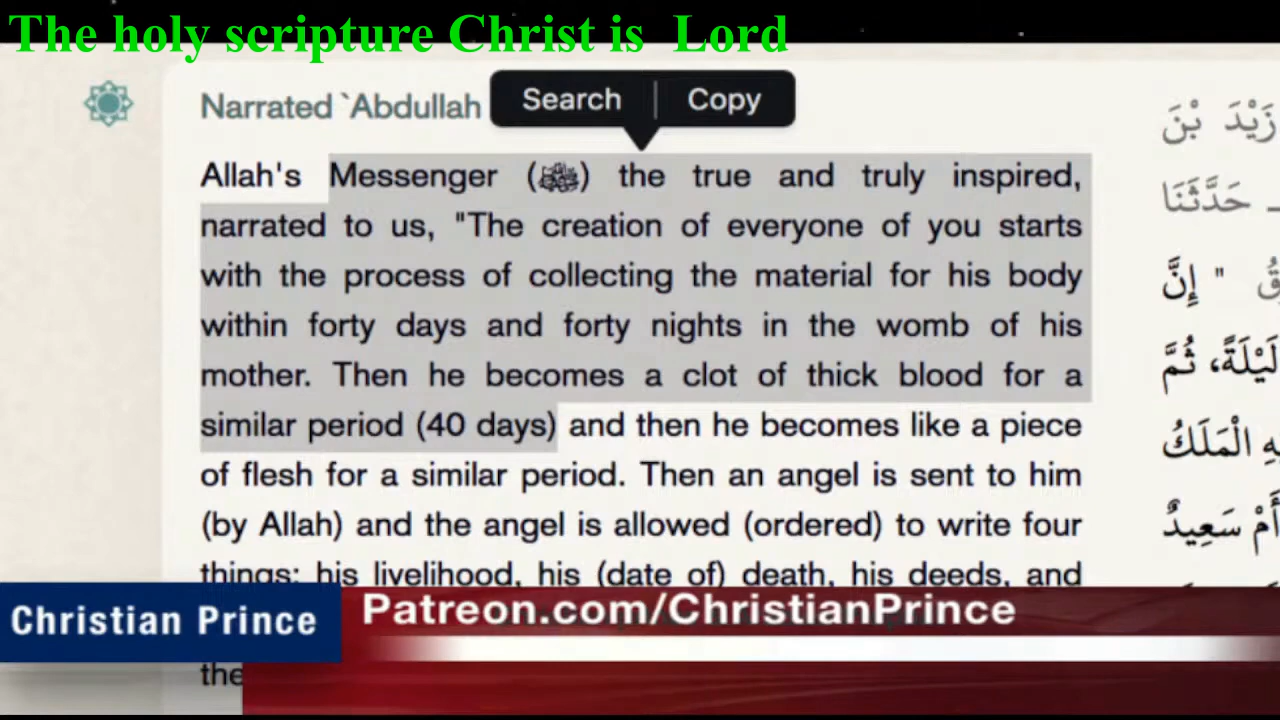 The holy scripture Christ is Lord
Search Copy
Narrated `Abdullah
زَيْدَ بْنَ
Allah's Messenger (ﷺ) the true and truly inspired,
حَدَّثَنَا
narrated to us, "The creation of everyone of you starts
with the process of collecting the material for his body
" إِنَّ
within forty days and forty nights in the womb of his
لَيْلَةً، ثُمَّ
mother. Then he becomes a clot of thick blood for a
similar period (40 days) and then he becomes like a piece
الْمَلَكُ
of flesh for a similar period. Then an angel is sent to him
(by Allah) and the angel is allowed (ordered) to write four
أَمْ سَعِيدٌ
things: his livelihood, his (date of) death, his deeds, and
Christian Prince
Patreon.com/ChristianPrince